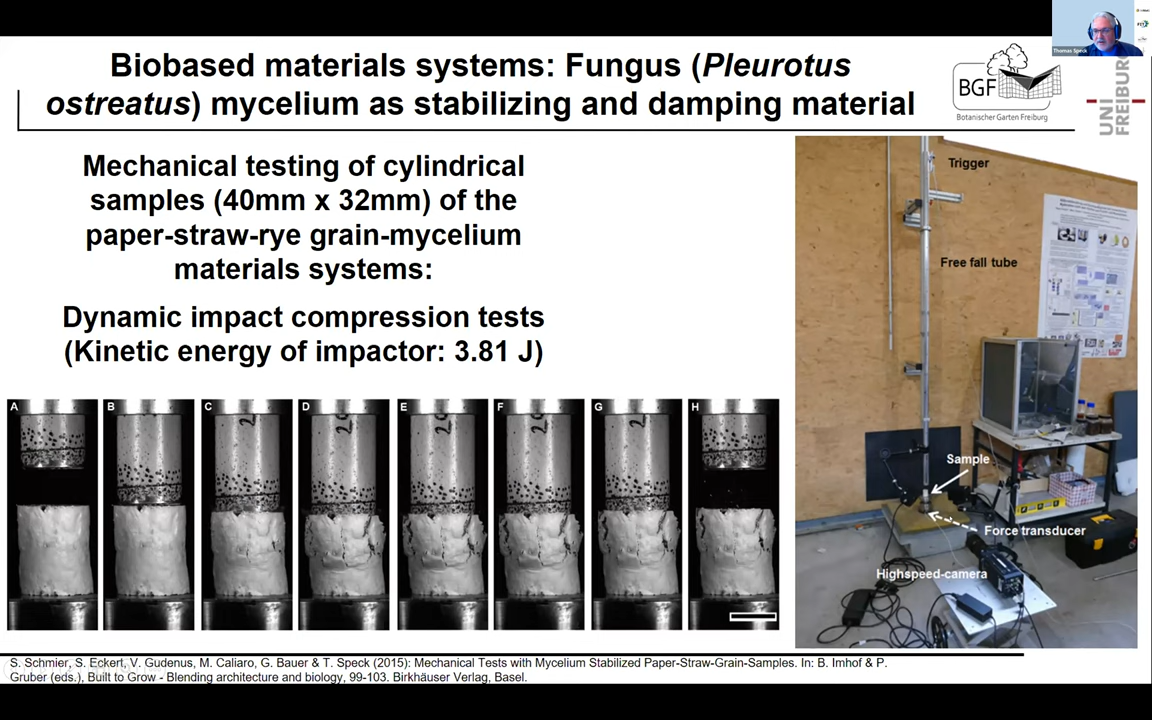 Thomas Speck
Biobased materials systems: Fungus (Pleurotus
ostreatus) mycelium as stabilizing and damping material
BGF
Botanischer Garten Freiburg
UNI
FREIBURG
Mechanical testing of cylindrical
samples (40mm x 32mm) of the
paper-straw-rye grain-mycelium
materials systems:
Dynamic impact compression tests
(Kinetic energy of impactor: 3.81 J)
A B C D E F G H
Trigger
Free fall tube
Sample
Force transducer
Highspeed-camera
S. Schmier, S. Eckert, V. Gudenus, M. Caliaro, G. Bauer & T. Speck (2015): Mechanical Tests with Mycelium Stabilized Paper-Straw-Grain-Samples. In: B. Imhof & P.
Gruber (eds.), Built to Grow - Blending architecture and biology, 99-103. Birkhäuser Verlag, Basel.